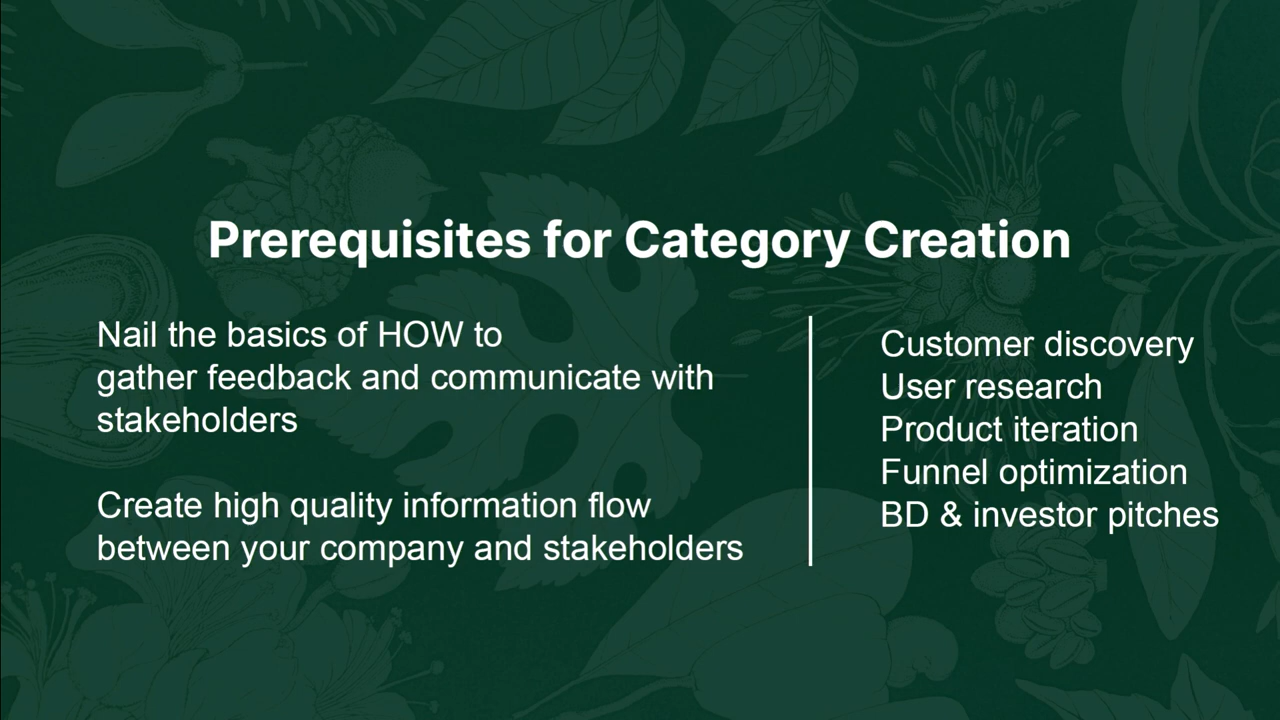 Prerequisites for Category Creation
Nail the basics of HOW to
gather feedback and communicate with
stakeholders
Create high quality information flow
between your company and stakeholders
Customer discovery
User research
Product iteration
Funnel optimization
BD & investor pitches